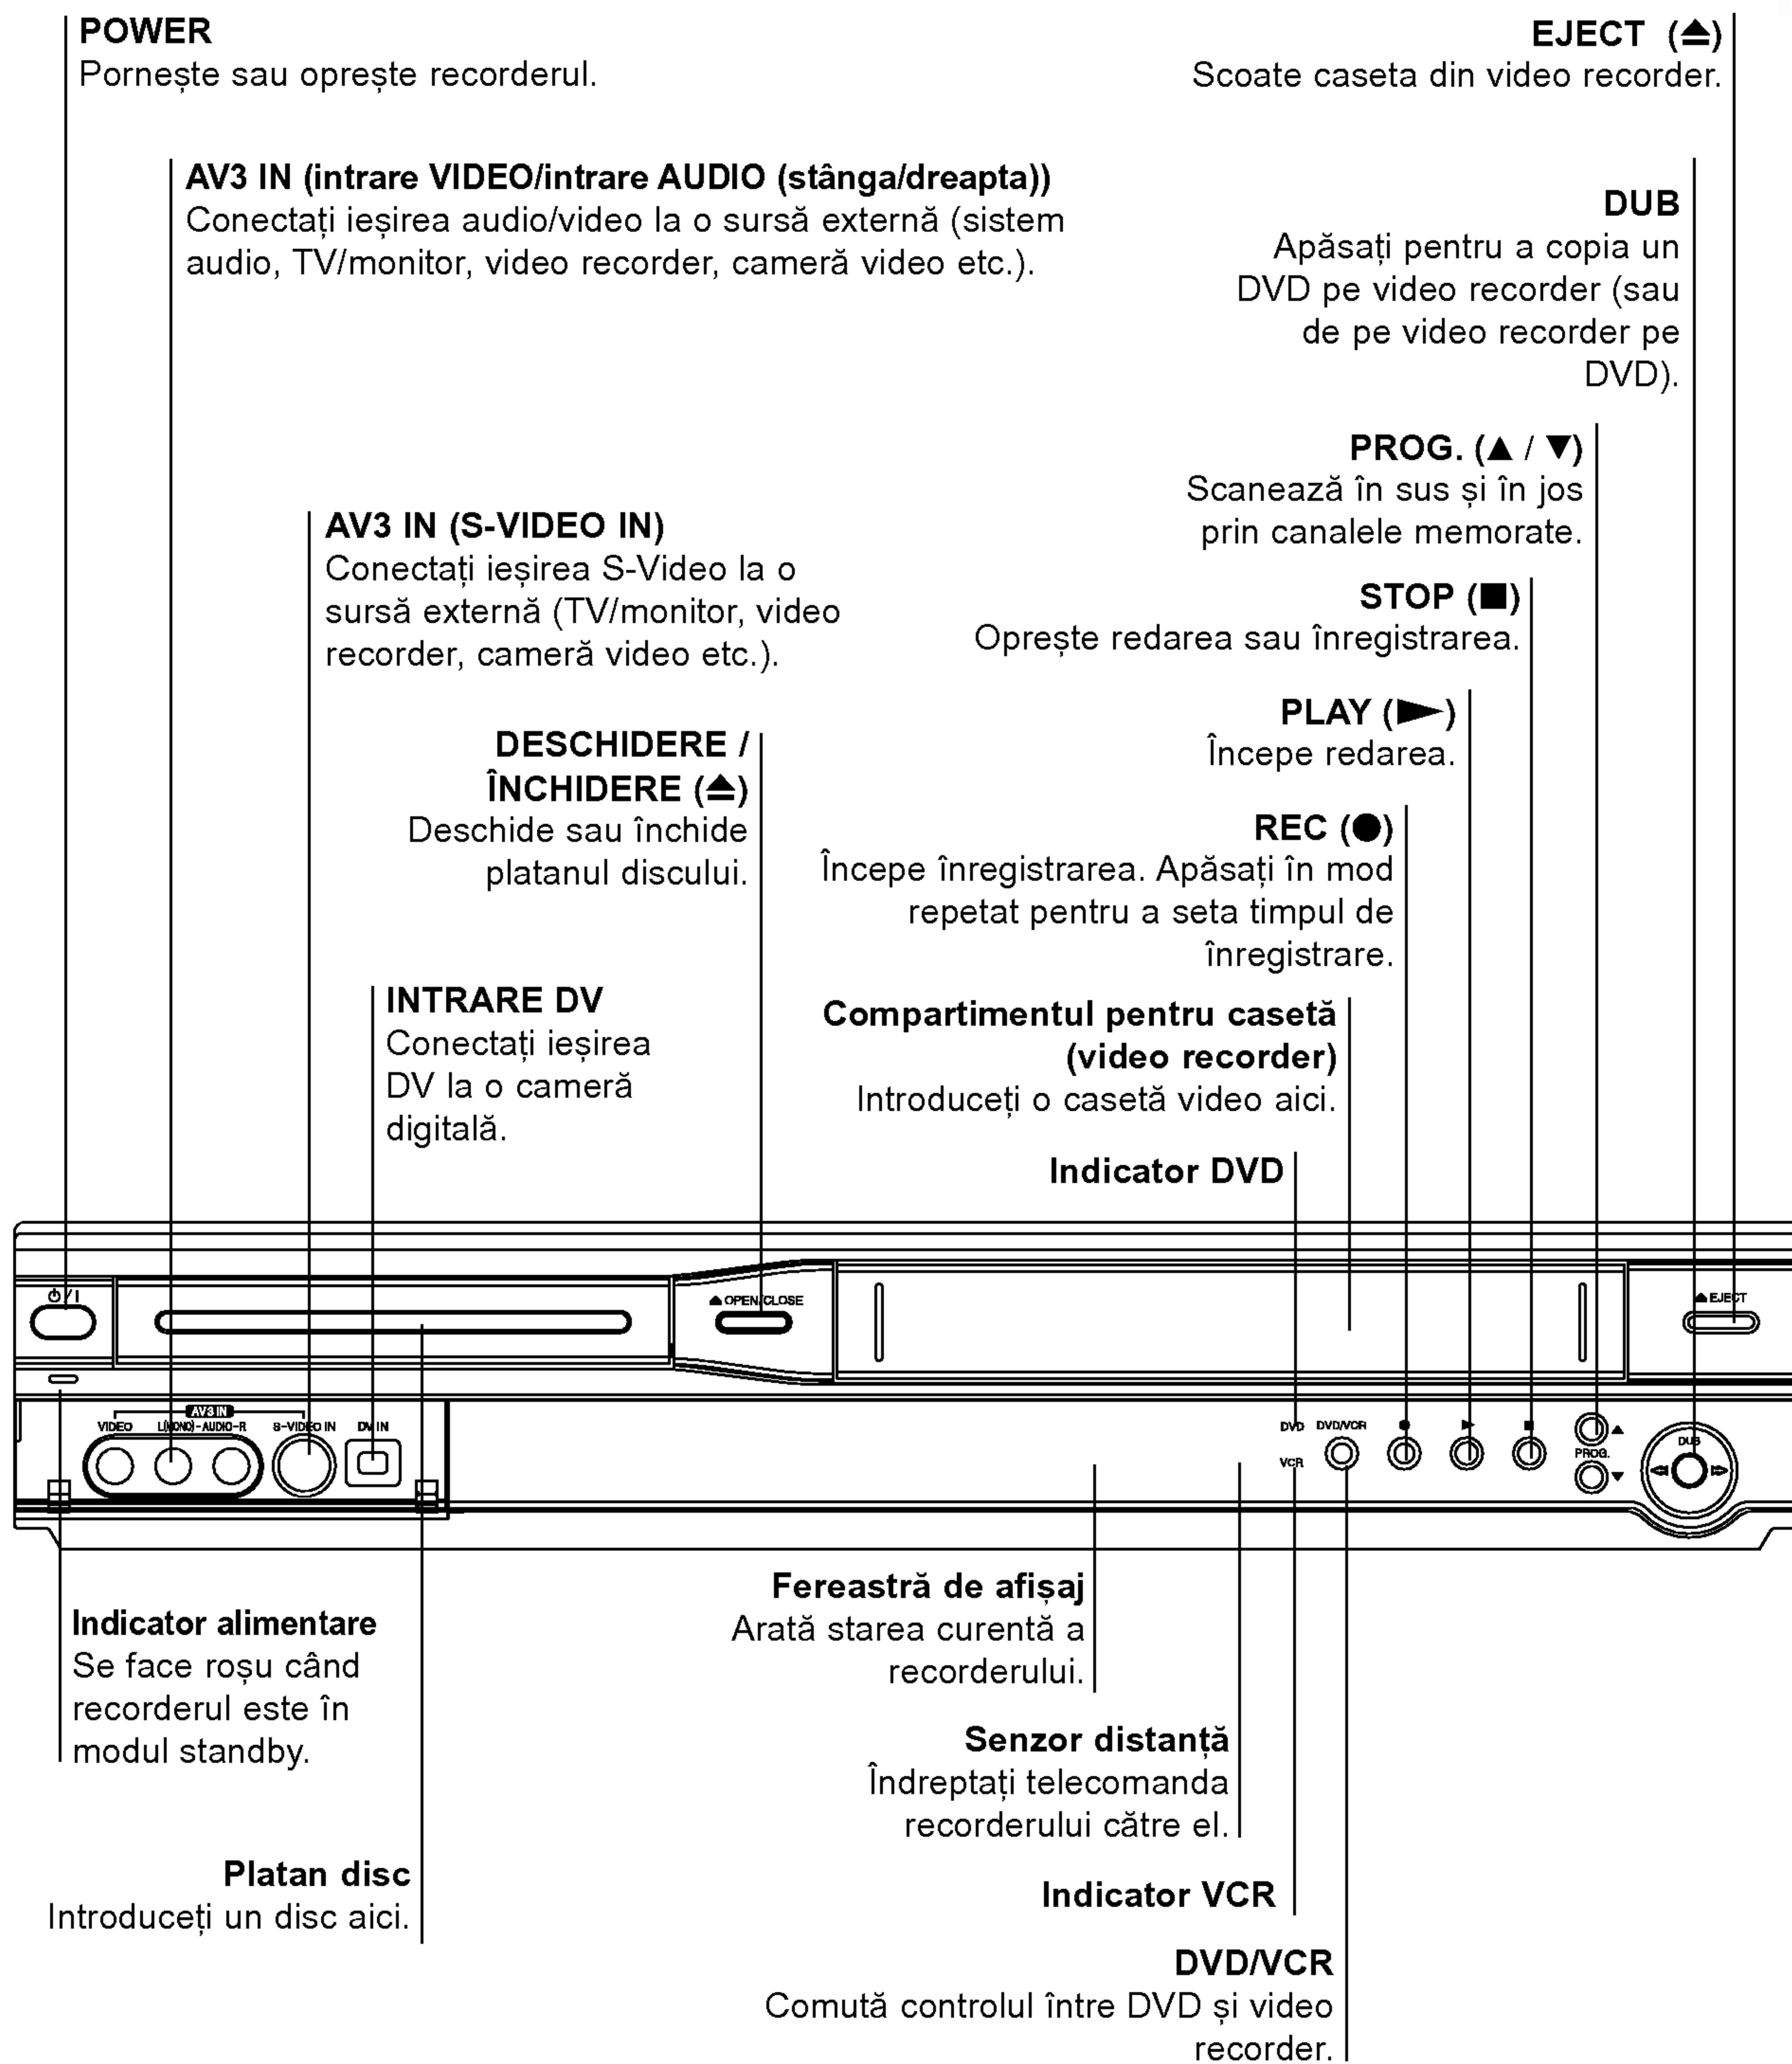 POWER
Pornește sau oprește recorderul.
EJECT (⏏)
Scoate caseta din video recorder.
AV3 IN (intrare VIDEO/intrare AUDIO (stânga/dreapta))
Conectați ieșirea audio/video la o sursă externă (sistem
audio, TV/monitor, video recorder, cameră video etc.).
DUB
Apăsați pentru a copia un
DVD pe video recorder (sau
de pe video recorder pe
DVD).
PROG. (▲ / ▼)
Scanează în sus și în jos
prin canalele memorate.
AV3 IN (S-VIDEO IN)
Conectați ieșirea S-Video la o
sursă externă (TV/monitor, video
recorder, cameră video etc.).
STOP (■)
Oprește redarea sau înregistrarea.
PLAY (►)
Începe redarea.
DESCHIDERE /
ÎNCHIDERE (⏏)
Deschide sau închide
platanul discului.
REC (●)
Începe înregistrarea. Apăsați în mod
repetat pentru a seta timpul de
înregistrare.
INTRARE DV
Conectați ieșirea
DV la o cameră
digitală.
Compartimentul pentru casetă
(video recorder)
Introduceți o casetă video aici.
Indicator DVD
⏻/I
▲ OPEN/CLOSE
▲ EJECT
AV3 IN
VIDEO L(MONO)-AUDIO-R S-VIDEO IN DV IN
DVD DVD/VCR ● ► ■ ▲
VCR
PROG.
▼
DUB
Fereastră de afișaj
Arată starea curentă a
recorderului.
Indicator alimentare
Se face roșu când
recorderul este în
modul standby.
Senzor distanță
Îndreptați telecomanda
recorderului către el.
Platan disc
Introduceți un disc aici.
Indicator VCR
DVD/VCR
Comută controlul între DVD și video
recorder.